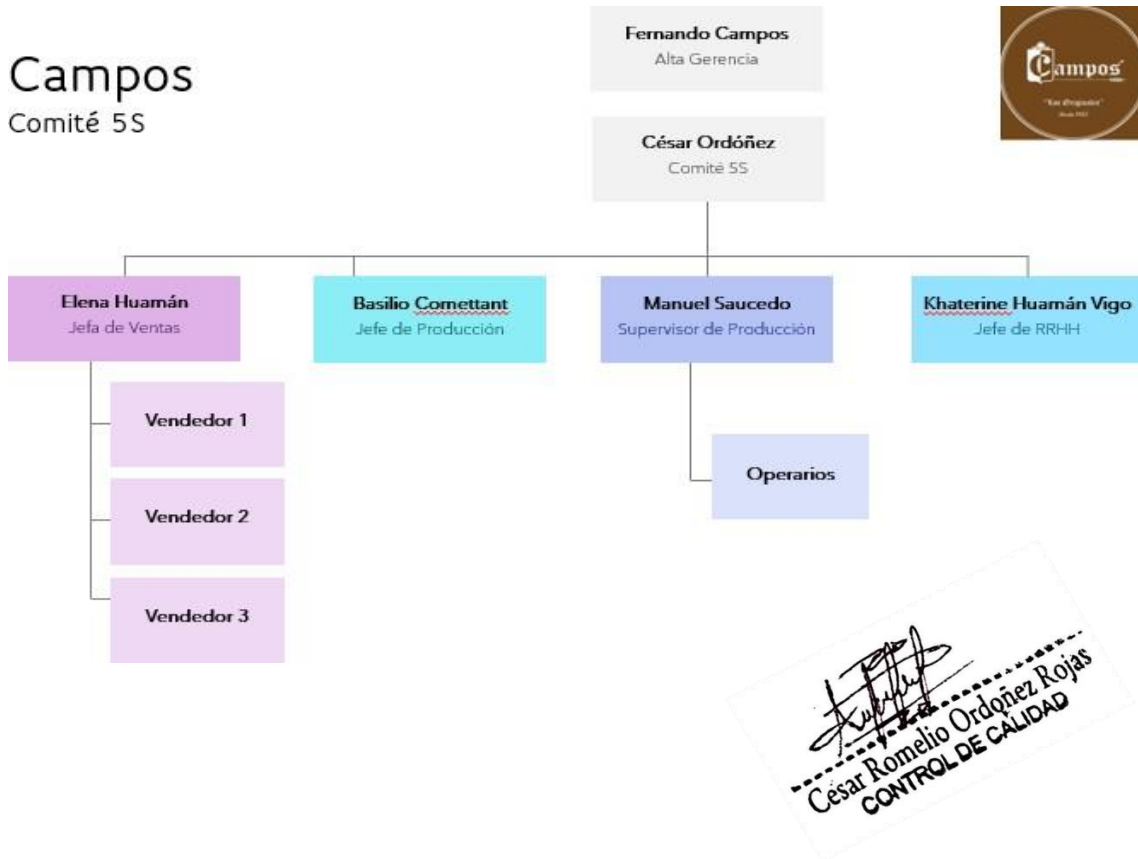 Campos
Comité 5S
Fernando Campos
Alta Gerencia
César Ordóñez
Comité 5S
Campos
Elena Huamán
Jefa de Ventas
Basilio Comettant
Jefe de Producción
Manuel Saucedo
Supervisor de Producción
Khaterine Huamán Vigo
Jefe de RRHH
Vendedor 1
Vendedor 2
Vendedor 3
Operarios
César Romelio Ordoñez Rojas
CONTROL DE CALIDAD